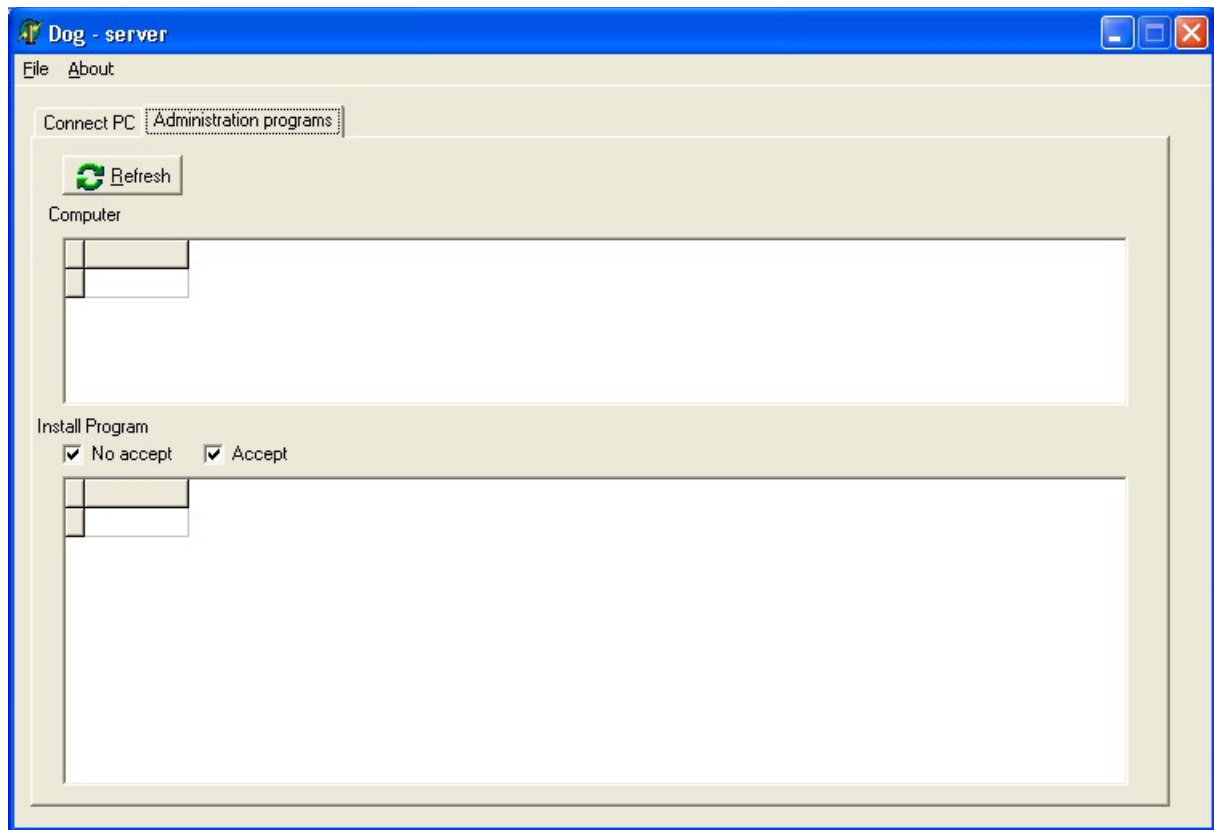 Dog - server
File About
Connect PC Administration programs
Refresh
Computer
Install Program
No accept Accept